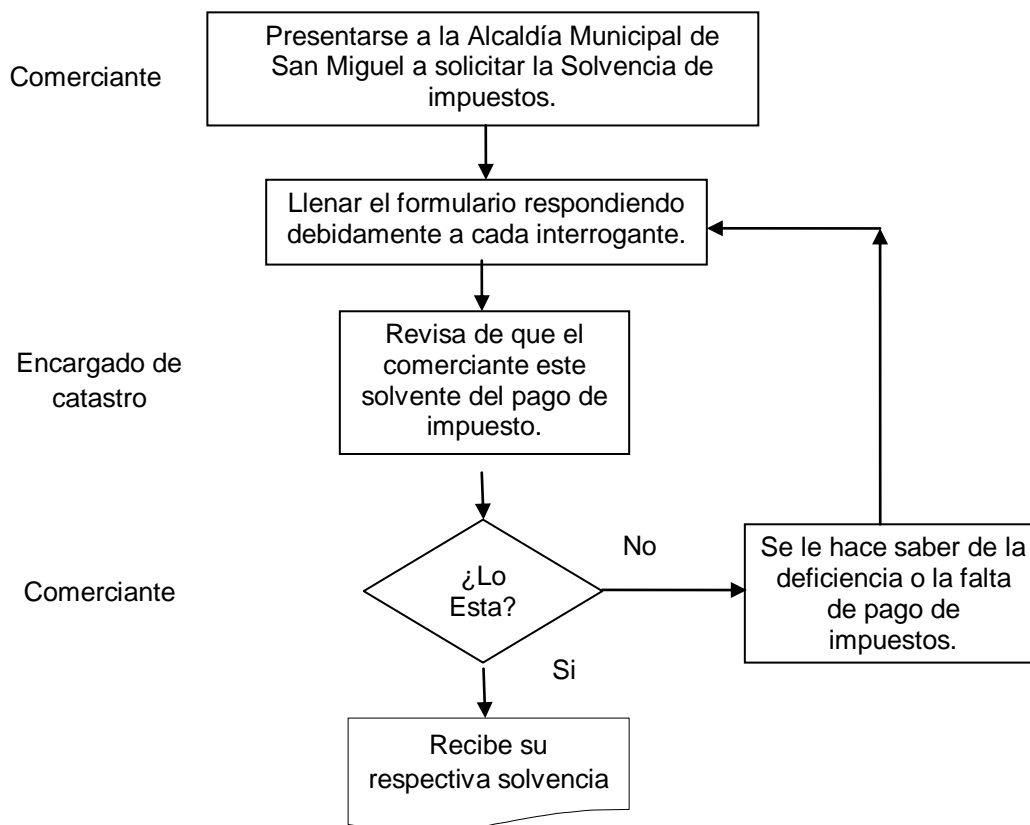 Presentarse a la Alcaldía Municipal de
San Miguel a solicitar la Solvencia de
impuestos.
Comerciante
Llenar el formulario respondiendo
debidamente a cada interrogante.
Revisa de que el
comerciante este
solvente del pago de
impuesto.
Encargado de
catastro
¿Lo
Esta?
No
Se le hace saber de la
deficiencia o la falta
de pago de
impuestos.
Comerciante
Si
Recibe su
respectiva solvencia